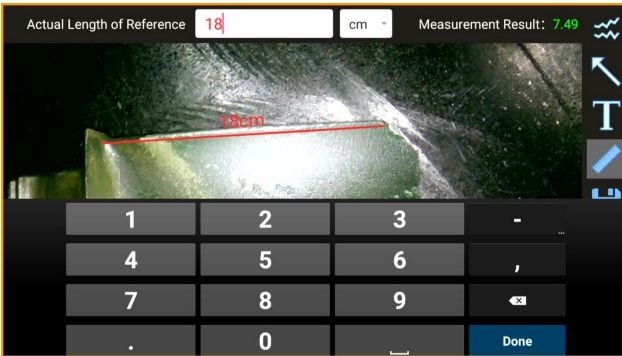 Actual Length of Reference 18 cm Measurement Result: 7.49
T
18cm
1 2 3 -
...
4 5 6 ,
7 8 9
. 0
Done